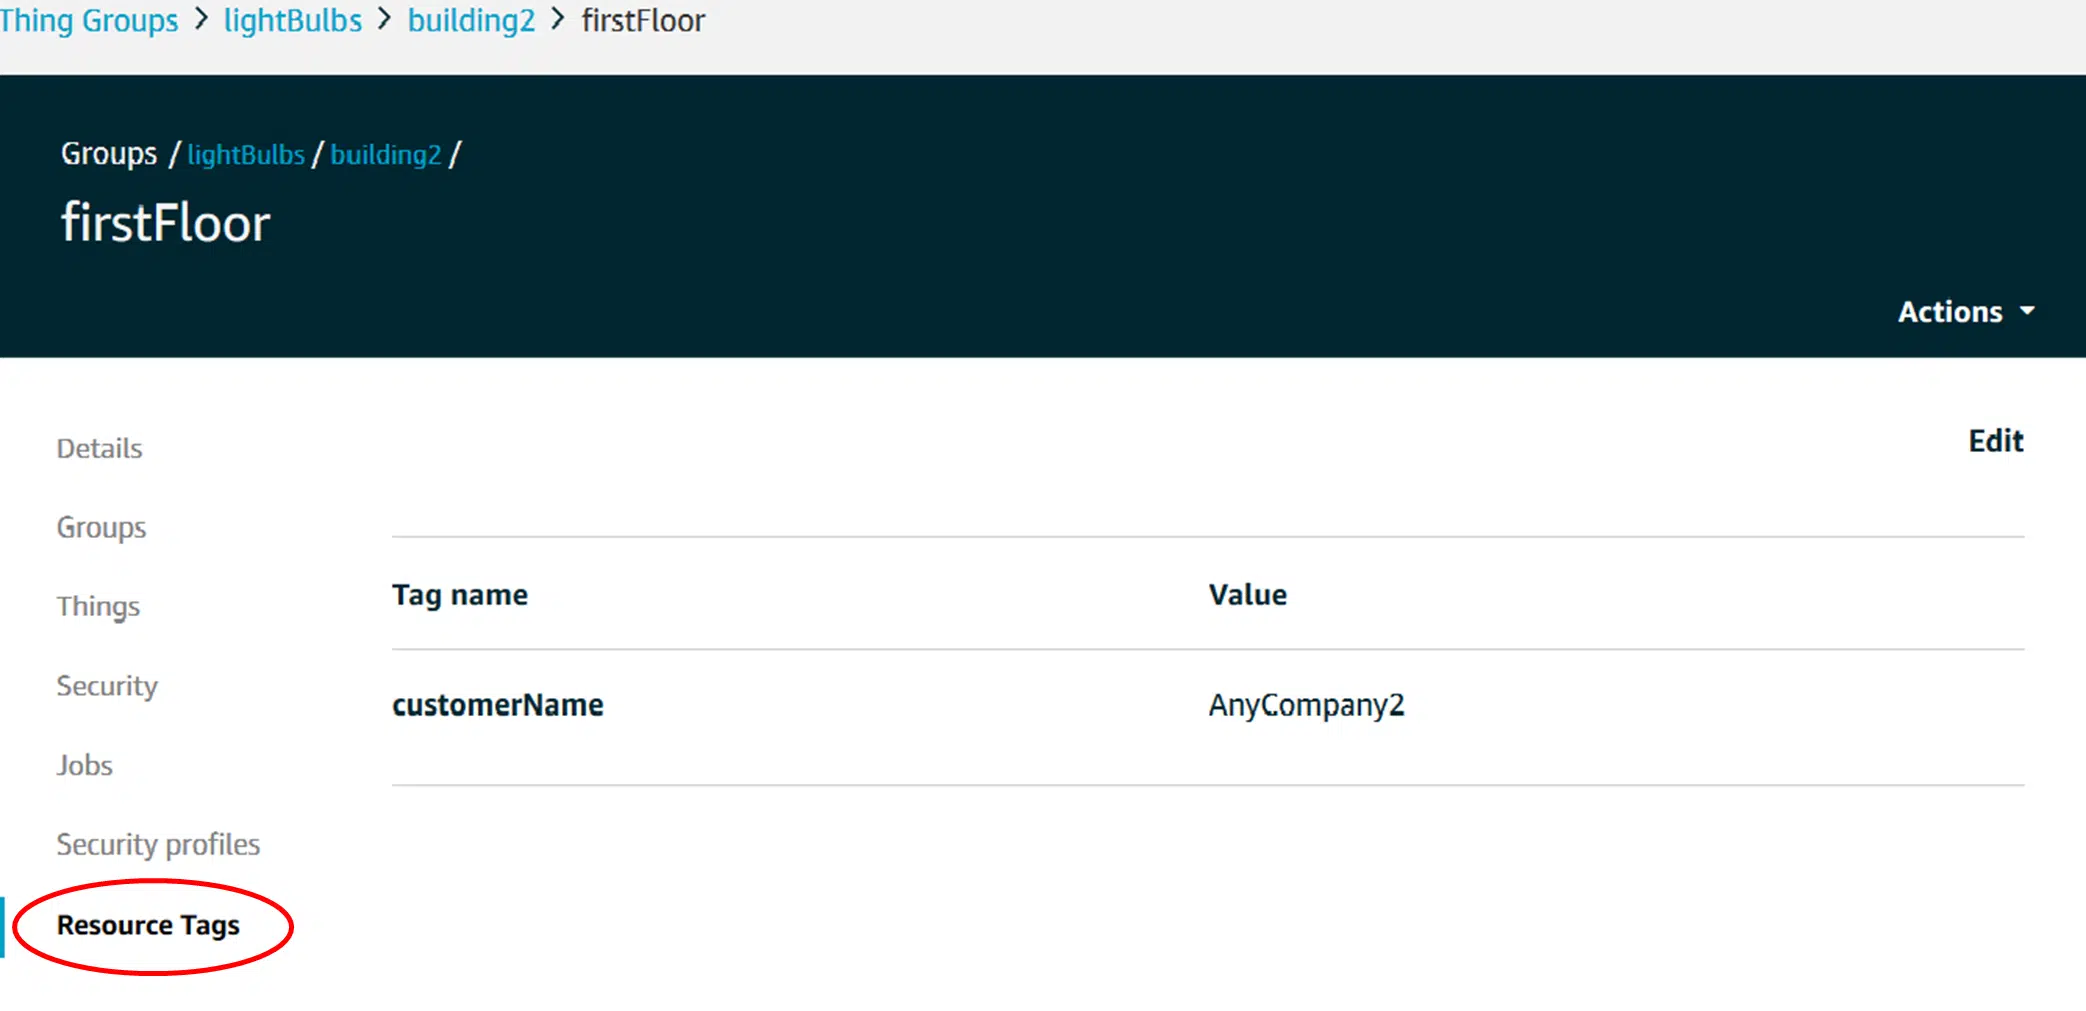 Thing Groups > lightBulbs > building2 > firstFloor
Groups / lightBulbs / building2 /
firstFloor
Actions
Details
Edit
Groups
Things
Tag name Value
Security
customerName AnyCompany2
Jobs
Security profiles
Resource Tags